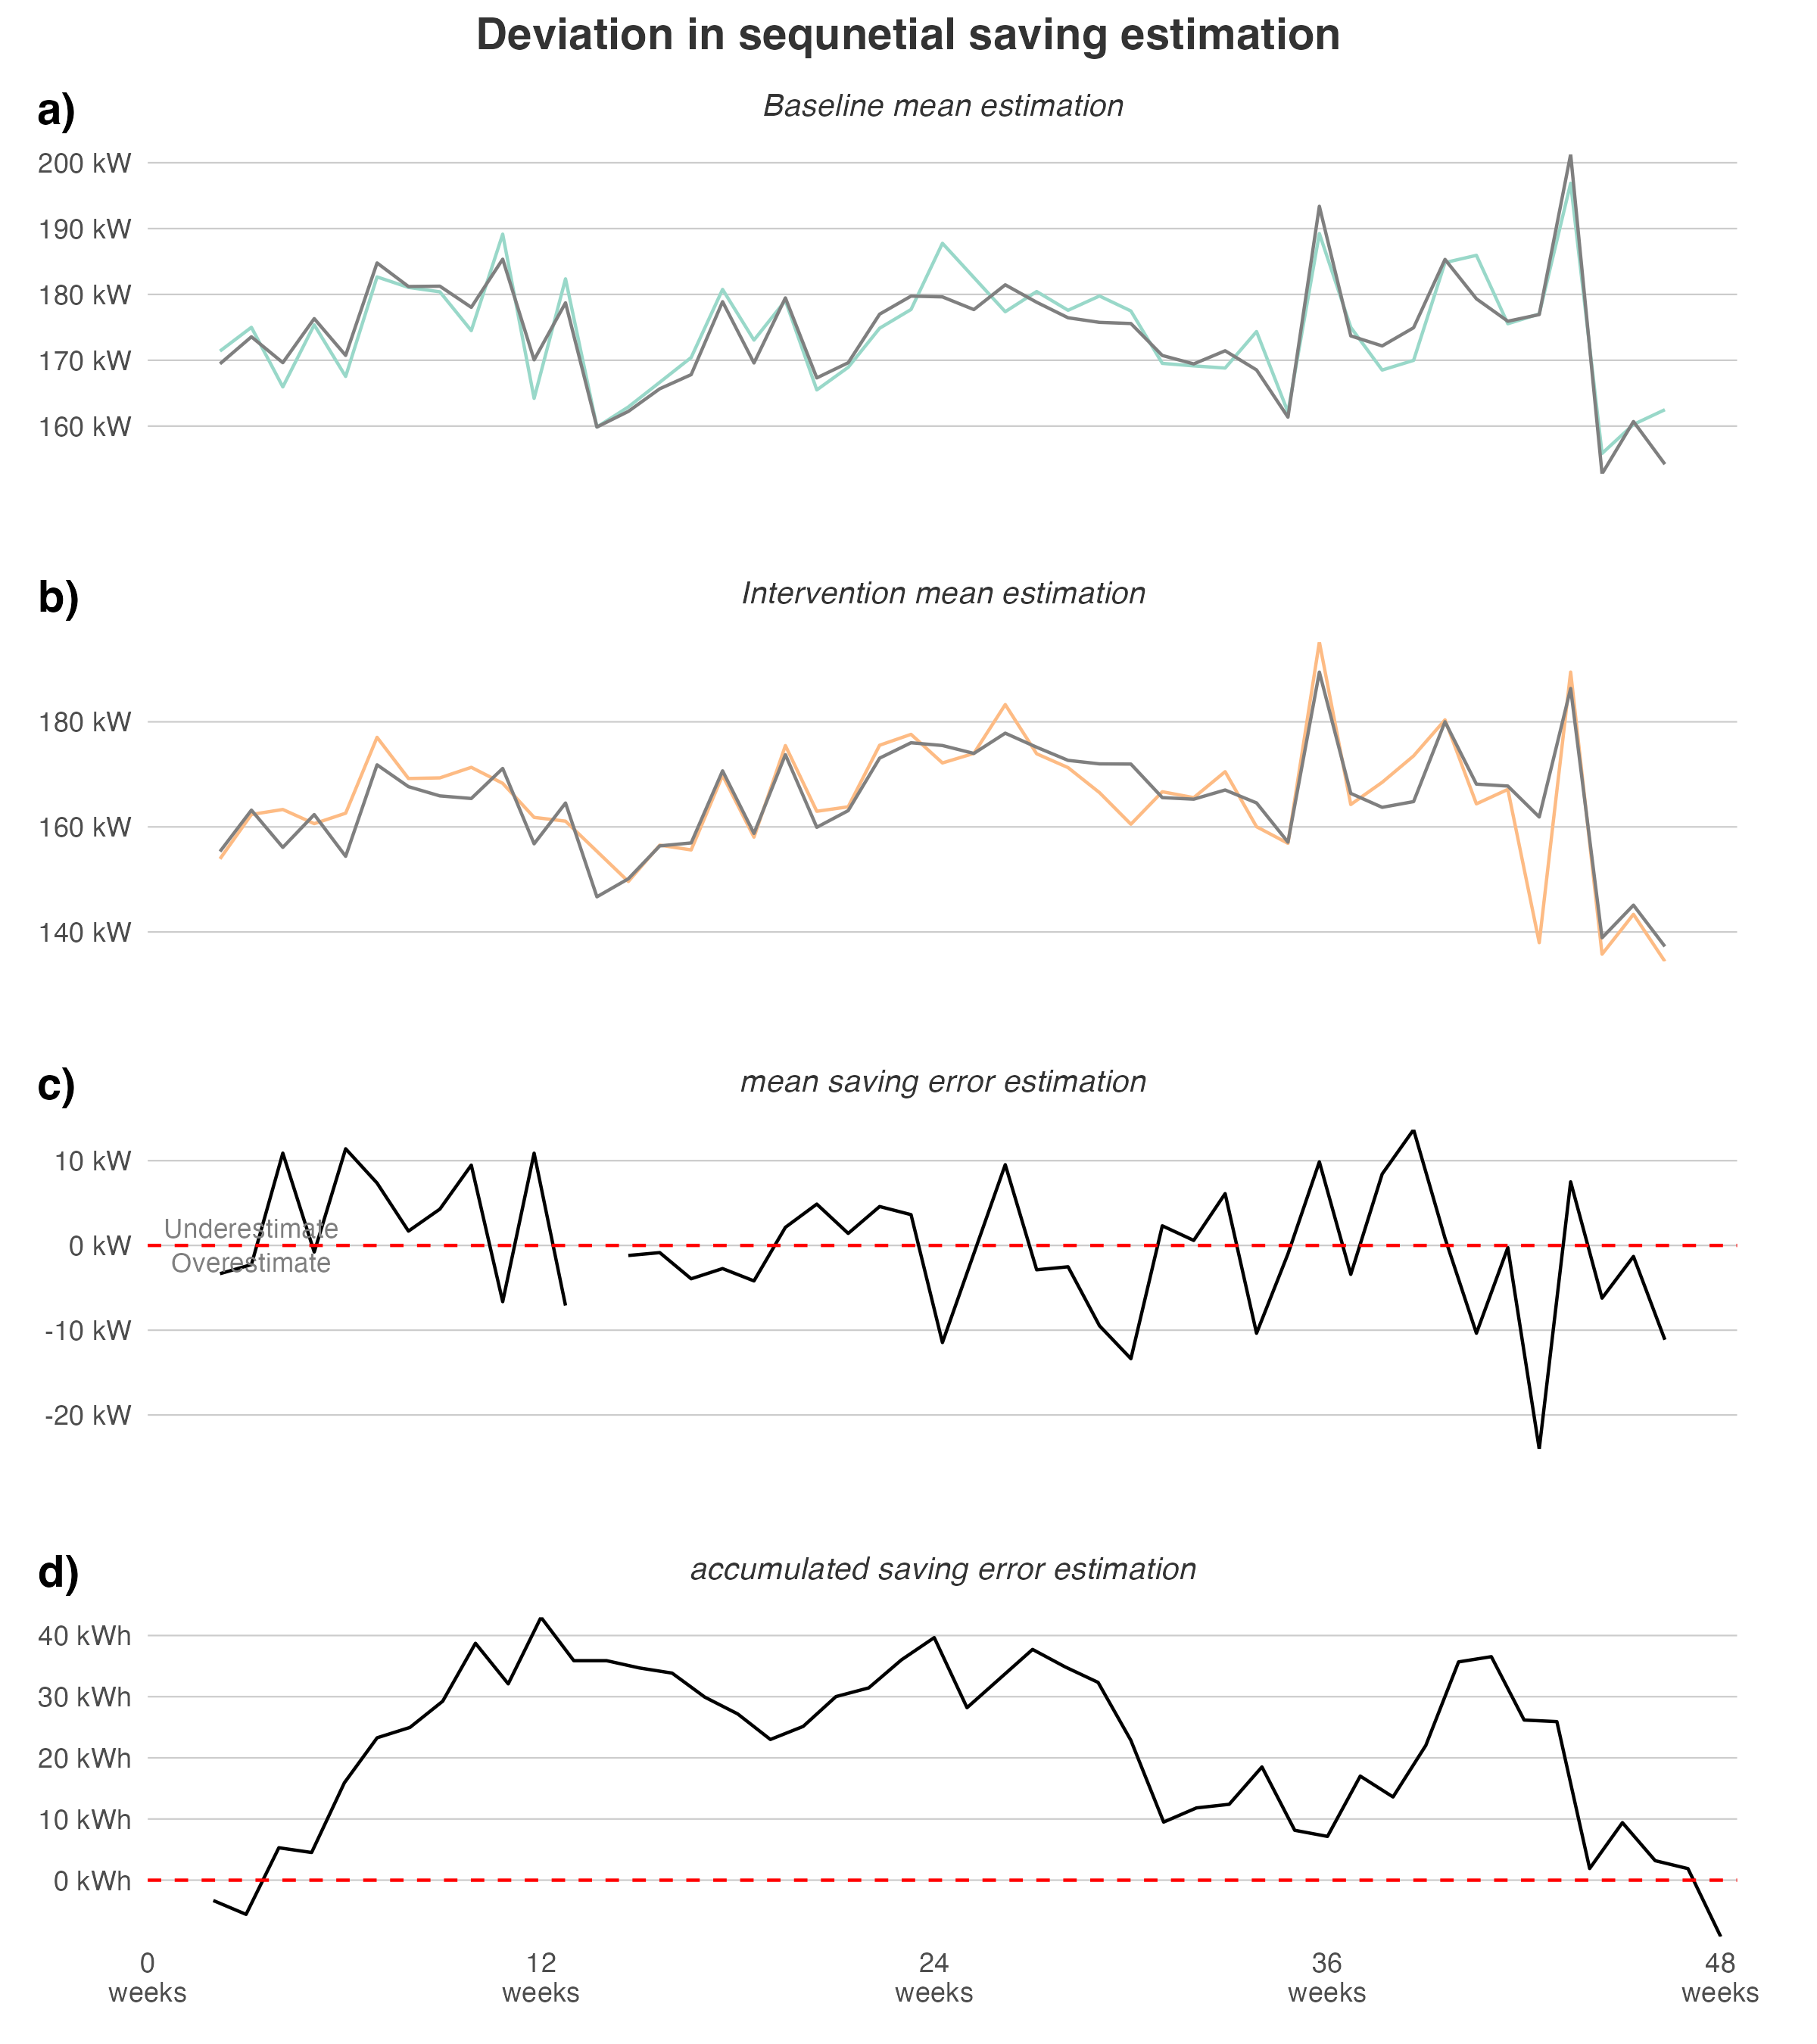 Deviation in sequnetial saving estimation
a)
Baseline mean estimation
200 kW
190 kW
180 kW
170 kW
160 kW
b)
Intervention mean estimation
180 kW
160 kW
140 kW
c)
mean saving error estimation
10 kW
Underestimate
0 kW
Overestimate
-10 kW
-20 kW
d)
accumulated saving error estimation
40 kWh
30 kWh
20 kWh
10 kWh
0 kWh
0 12 24 36 48
weeks weeks weeks weeks weeks